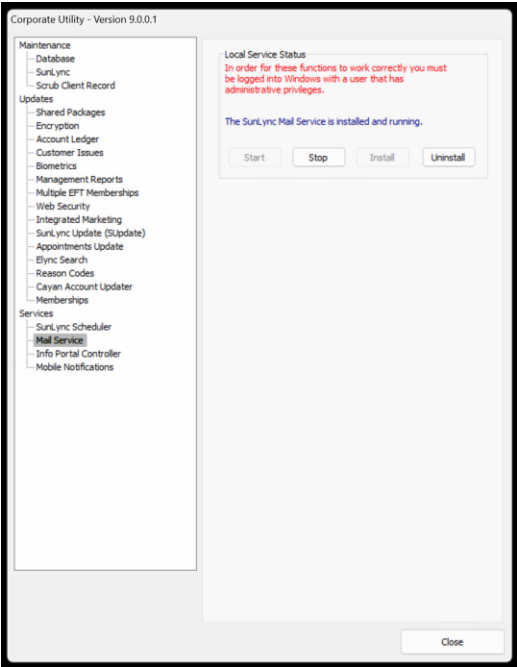 Corporate Utility - Version 9.0.0.1
Maintenance
Database
SunLync
Scrub Client Record
Updates
Shared Packages
Encryption
Account Ledger
Customer Issues
Biometrics
Management Reports
Multiple EFT Memberships
Web Security
Integrated Marketing
SunLync Update (SUpdate)
Appointments Update
Elync Search
Reason Codes
Cayan Account Updater
Memberships
Services
SunLync Scheduler
Mail Service
Info Portal Controller
Mobile Notifications
Local Service Status
In order for these functions to work correctly you must
be logged into Windows with a user that has
administrative privileges.
The SunLync Mail Service is installed and running.
Start Stop Install Uninstall
Close